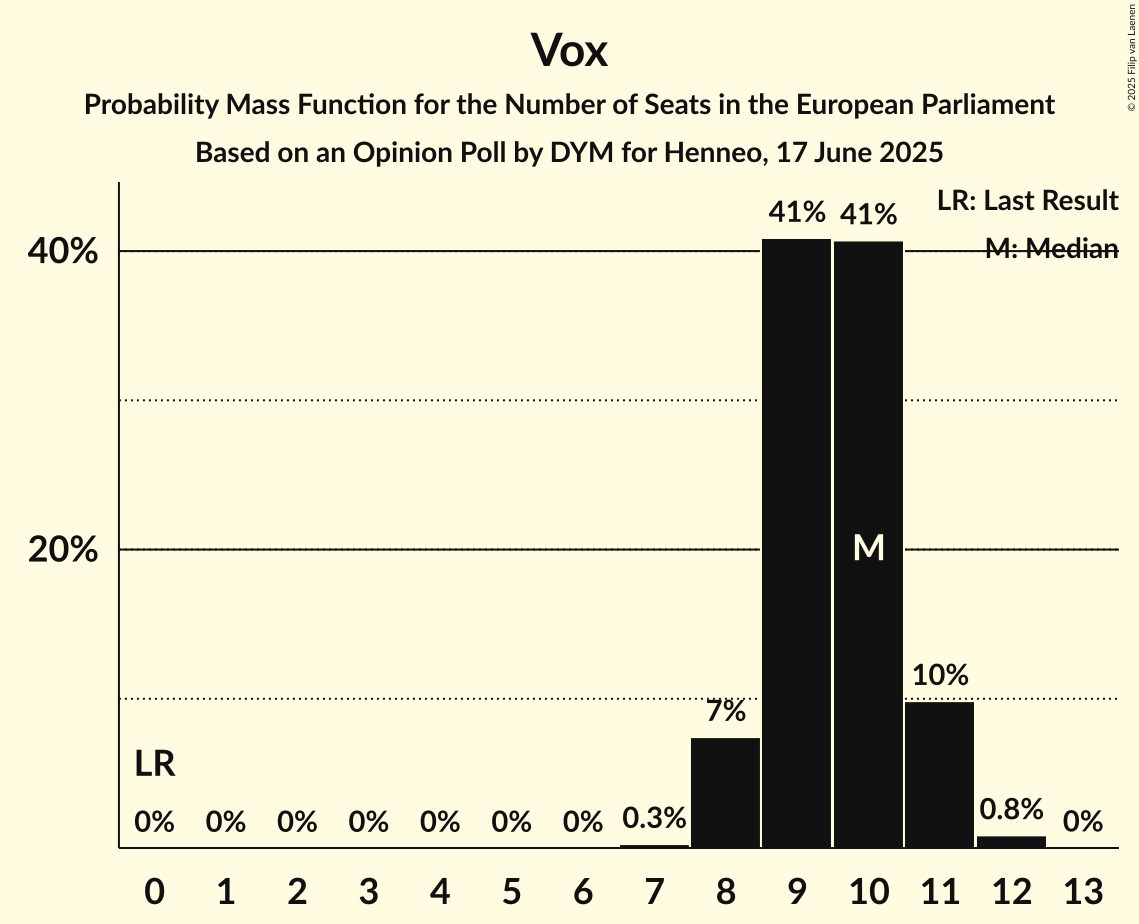 Vox
Probability Mass Function for the Number of Seats in the European Parliament
Based on an Opinion Poll by DYM for Henneo, 17 June 2025
© 2025 Filip van Laenen
LR: Last Result
M: Median
40%
20%
41%
41%
M
10%
7%
LR
0%
0%
0%
0%
0%
0%
0%
0.3%
0.8%
0%
0 1 2 3 4 5 6 7 8 9 10 11 12 13